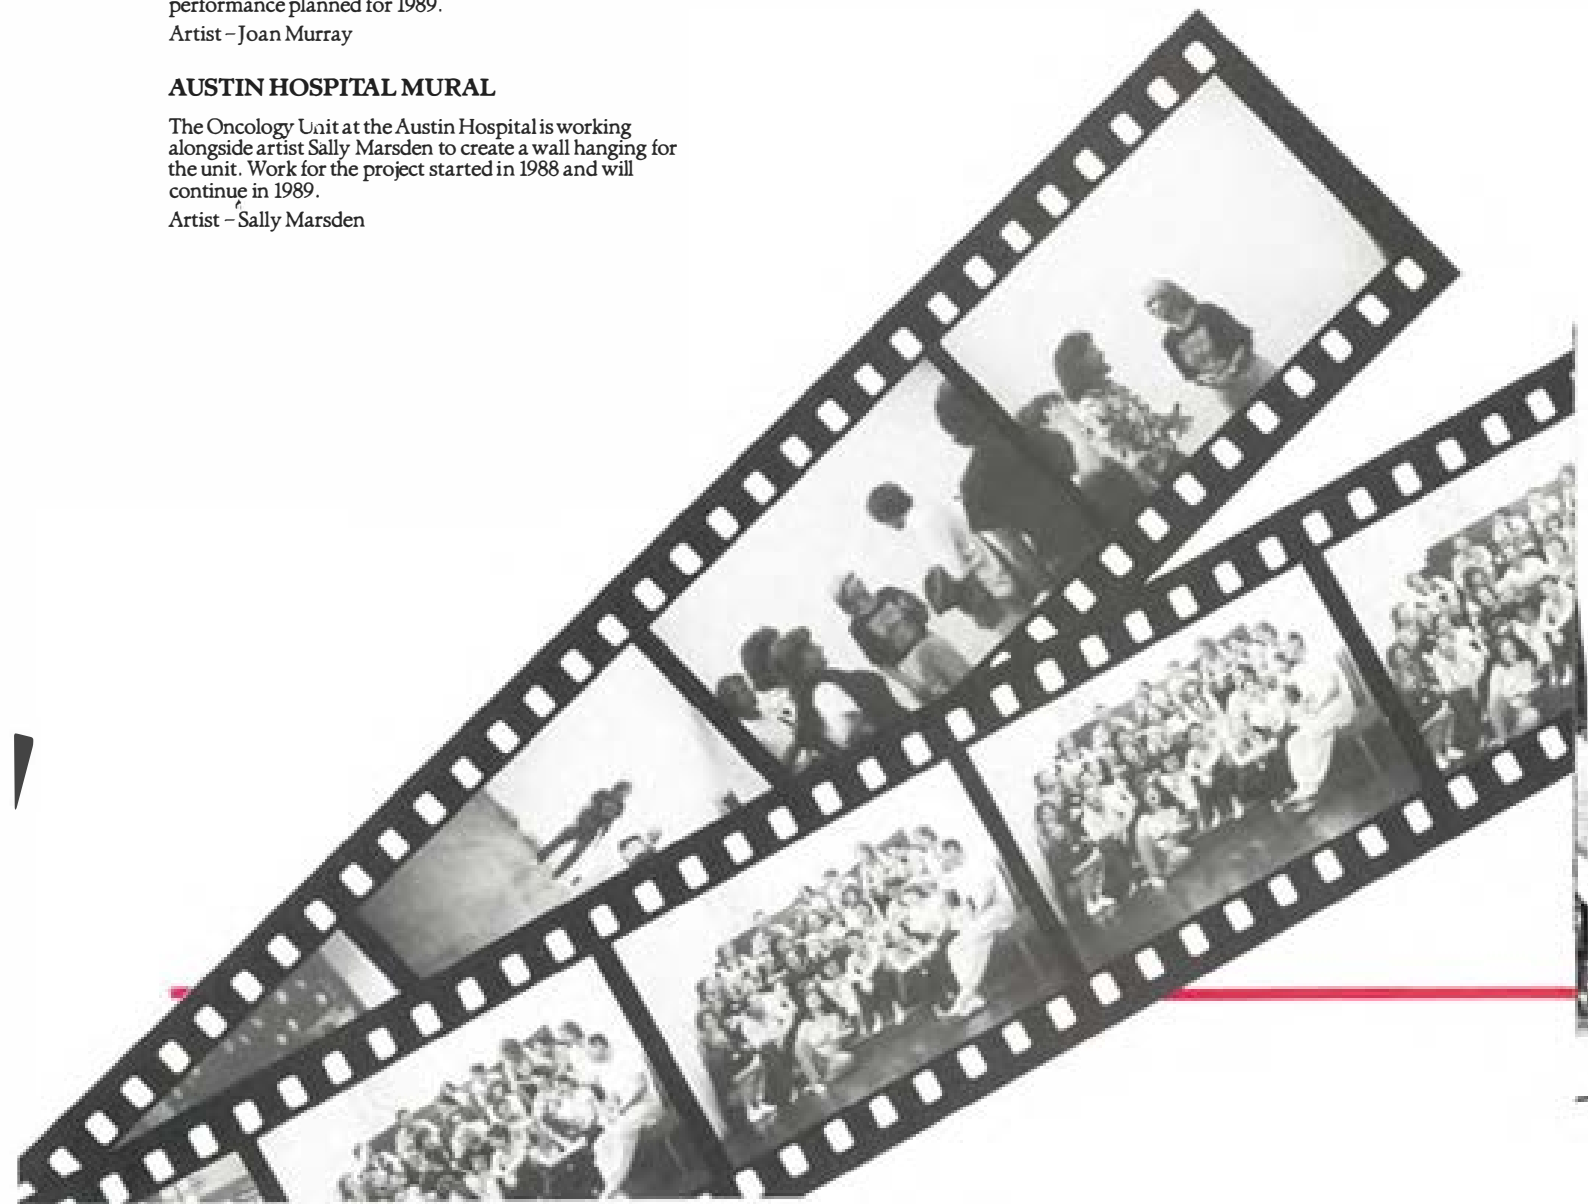 performance planned for 1989.
Artist – Joan Murray
AUSTIN HOSPITAL MURAL
The Oncology Unit at the Austin Hospital is working
alongside artist Sally Marsden to create a wall hanging for
the unit. Work for the project started in 1988 and will
continue in 1989.
Artist – Sally Marsden